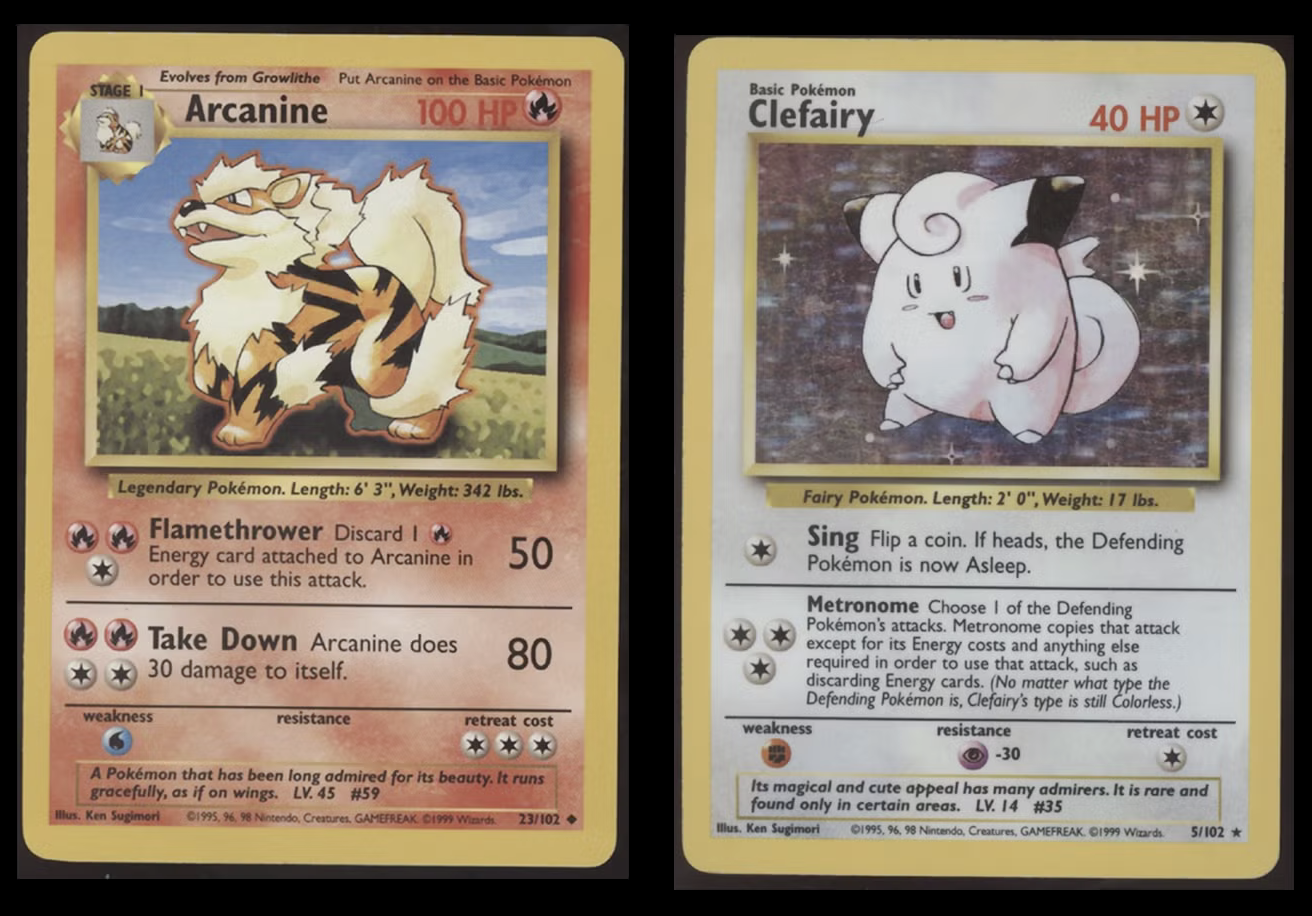 Evolves from Growlithe Put Arcanine on the Basic Pokémon
STAGE 1
Arcanine 100 HP
Legendary Pokémon. Length: 6' 3", Weight: 342 lbs.
Flamethrower Discard 1
Energy card attached to Arcanine in
order to use this attack.
50
Take Down Arcanine does
30 damage to itself.
80
weakness resistance retreat cost
A Pokémon that has been long admired for its beauty. It runs
gracefully, as if on wings. LV. 45 #59
Illus. Ken Sugimori ©1995, 96, 98 Nintendo, Creatures, GAMEFREAK. ©1999 Wizards. 23/102
Basic Pokémon
Clefairy 40 HP
Fairy Pokémon. Length: 2' 0", Weight: 17 lbs.
Sing Flip a coin. If heads, the Defending
Pokémon is now Asleep.
Metronome Choose 1 of the Defending
Pokémon's attacks. Metronome copies that attack
except for its Energy costs and anything else
required in order to use that attack, such as
discarding Energy cards. (No matter what type the
Defending Pokémon is, Clefairy's type is still Colorless.)
weakness resistance retreat cost
-30
Its magical and cute appeal has many admirers. It is rare and
found only in certain areas. LV. 14 #35
Illus. Ken Sugimori ©1995, 96, 98 Nintendo, Creatures, GAMEFREAK. ©1999 Wizards. 5/102